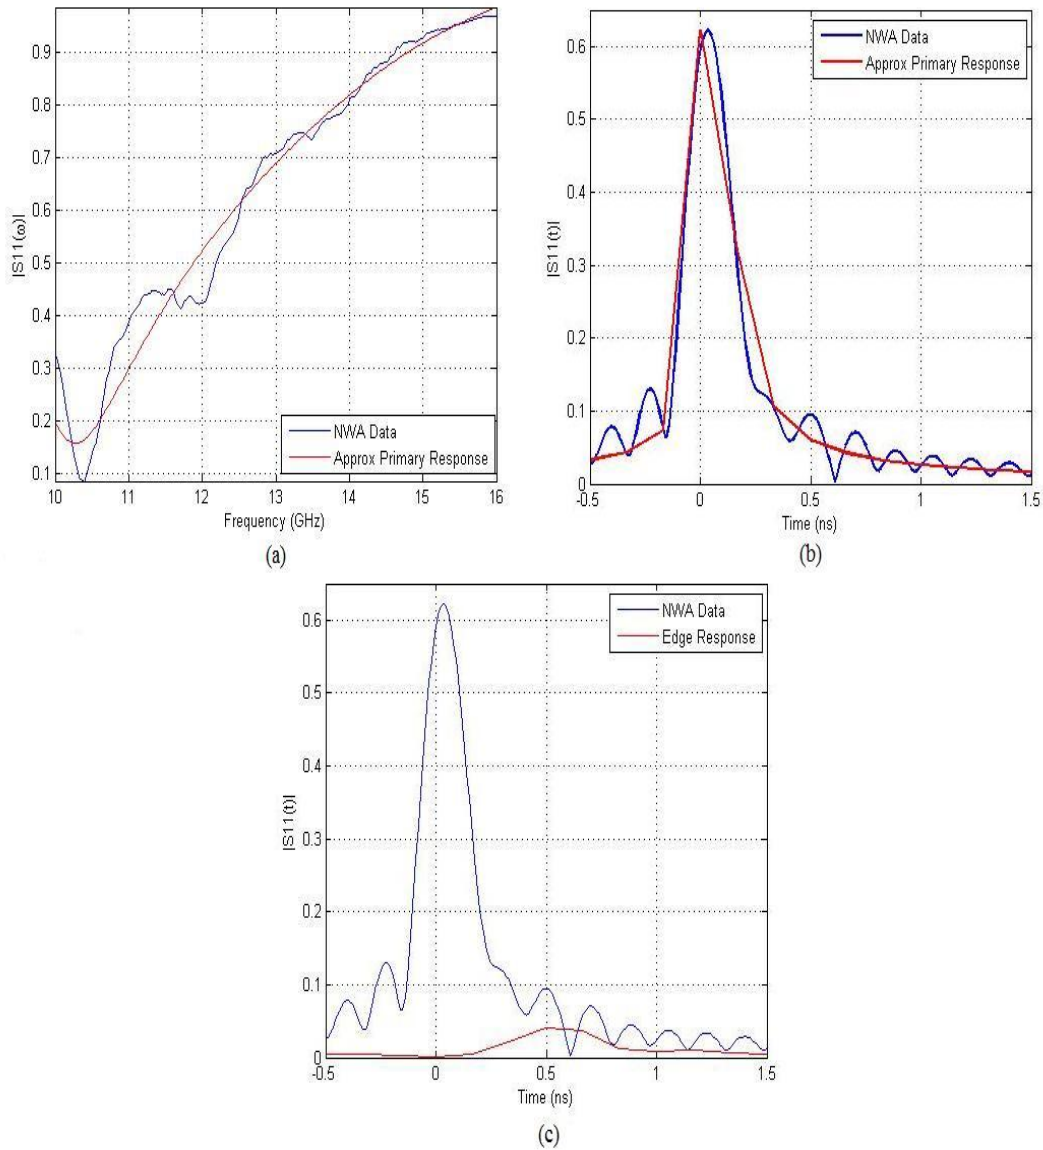 |S11(ω)|
0.9
0.8
0.7
0.6
0.5
0.4
0.3
0.2
0.1
10 11 12 13 14 15 16
Frequency (GHz)
NWA Data
Approx Primary Response
(a)
|S11(t)|
0.6
0.5
0.4
0.3
0.2
0.1
0
-0.5 0 0.5 1 1.5
Time (ns)
NWA Data
Approx Primary Response
(b)
|S11(t)|
0.6
0.5
0.4
0.3
0.2
0.1
0
-0.5 0 0.5 1 1.5
Time (ns)
NWA Data
Edge Response
(c)